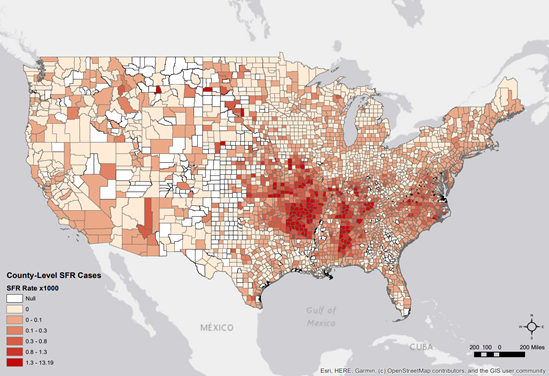 County-Level SFR Cases
SFR Rate x1000
Null
0
0 - 0.1
0.1 - 0.3
0.3 - 0.8
0.8 - 1.3
1.3 - 13.19
MÉXICO
Gulf of
Mexico
CUBA
N
W
E
S
200 100 0
200 Miles
Esri, HERE, Garmin, (c) OpenStreetMap contributors, and the GIS user community